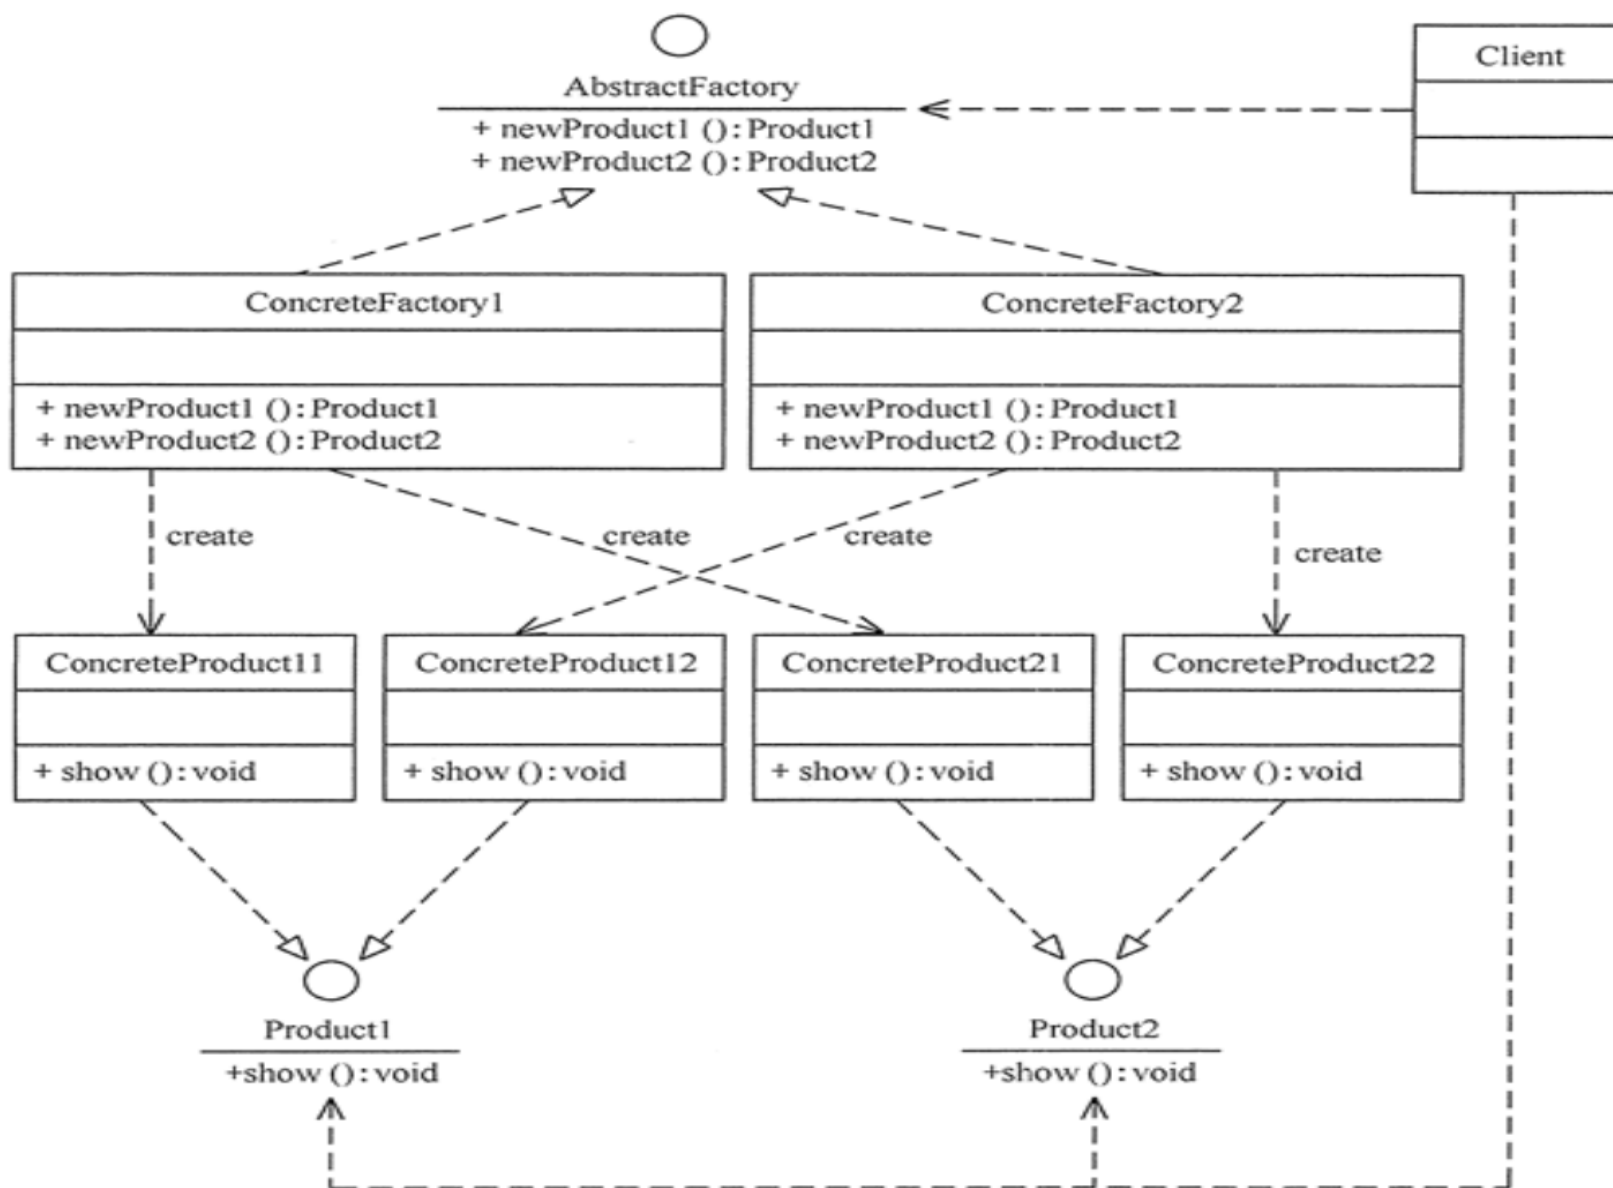 AbstractFactory
+ newProduct1 ():Product1
+ newProduct2 ():Product2
Client
ConcreteFactory1
+ newProduct1 ():Product1
+ newProduct2 ():Product2
ConcreteFactory2
+ newProduct1 ():Product1
+ newProduct2 ():Product2
create
create
create
create
ConcreteProduct11
+ show ():void
ConcreteProduct12
+ show ():void
ConcreteProduct21
+ show ():void
ConcreteProduct22
+ show ():void
Product1
+show ():void
Product2
+show ():void